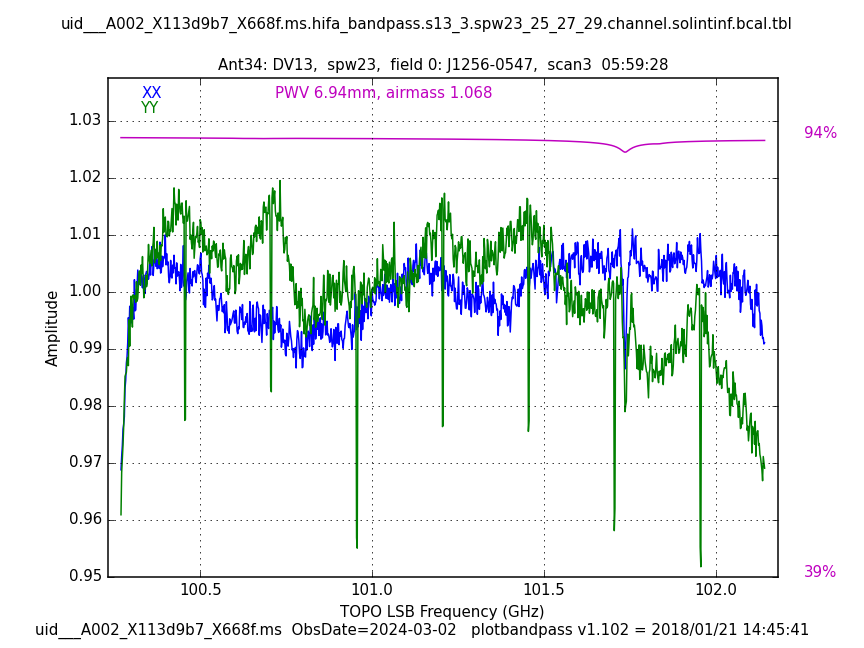 uid___A002_X113d9b7_X668f.ms.hifa_bandpass.s13_3.spw23_25_27_29.channel.solintinf.bcal.tbl
Ant34: DV13,  spw23,  field 0: J1256-0547,  scan3  05:59:28
XX
PWV 6.94mm, airmass 1.068
YY
1.03
94%
1.02
1.01
1.00
0.99
0.98
0.97
0.96
0.95
39%
Amplitude
100.5
101.0
101.5
102.0
TOPO LSB Frequency (GHz)
uid___A002_X113d9b7_X668f.ms  ObsDate=2024-03-02   plotbandpass v1.102 = 2018/01/21 14:45:41